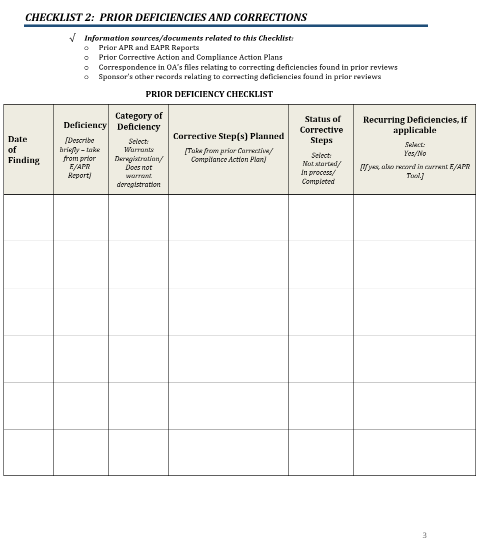 CHECKLIST 2: PRIOR DEFICIENCIES AND CORRECTIONS
√ Information sources/documents related to this Checklist:
o Prior APR and EAPR Reports
o Prior Corrective Action and Compliance Action Plans
o Correspondence in OA's files relating to correcting deficiencies found in prior reviews
o Sponsor's other records relating to correcting deficiencies found in prior reviews
PRIOR DEFICIENCY CHECKLIST
Date
of
Finding
Deficiency
[Describe
briefly – take
from prior
E/APR
Report]
Category of
Deficiency
Select:
Warrants
Deregistration/
Does not
warrant
deregistration
Corrective Step(s) Planned
[Take from prior Corrective/
Compliance Action Plan]
Status of
Corrective
Steps
Select:
Not started/
In process/
Completed
Recurring Deficiencies, if
applicable
Select:
Yes/No
[If yes, also record in current E/APR
Tool.]
3